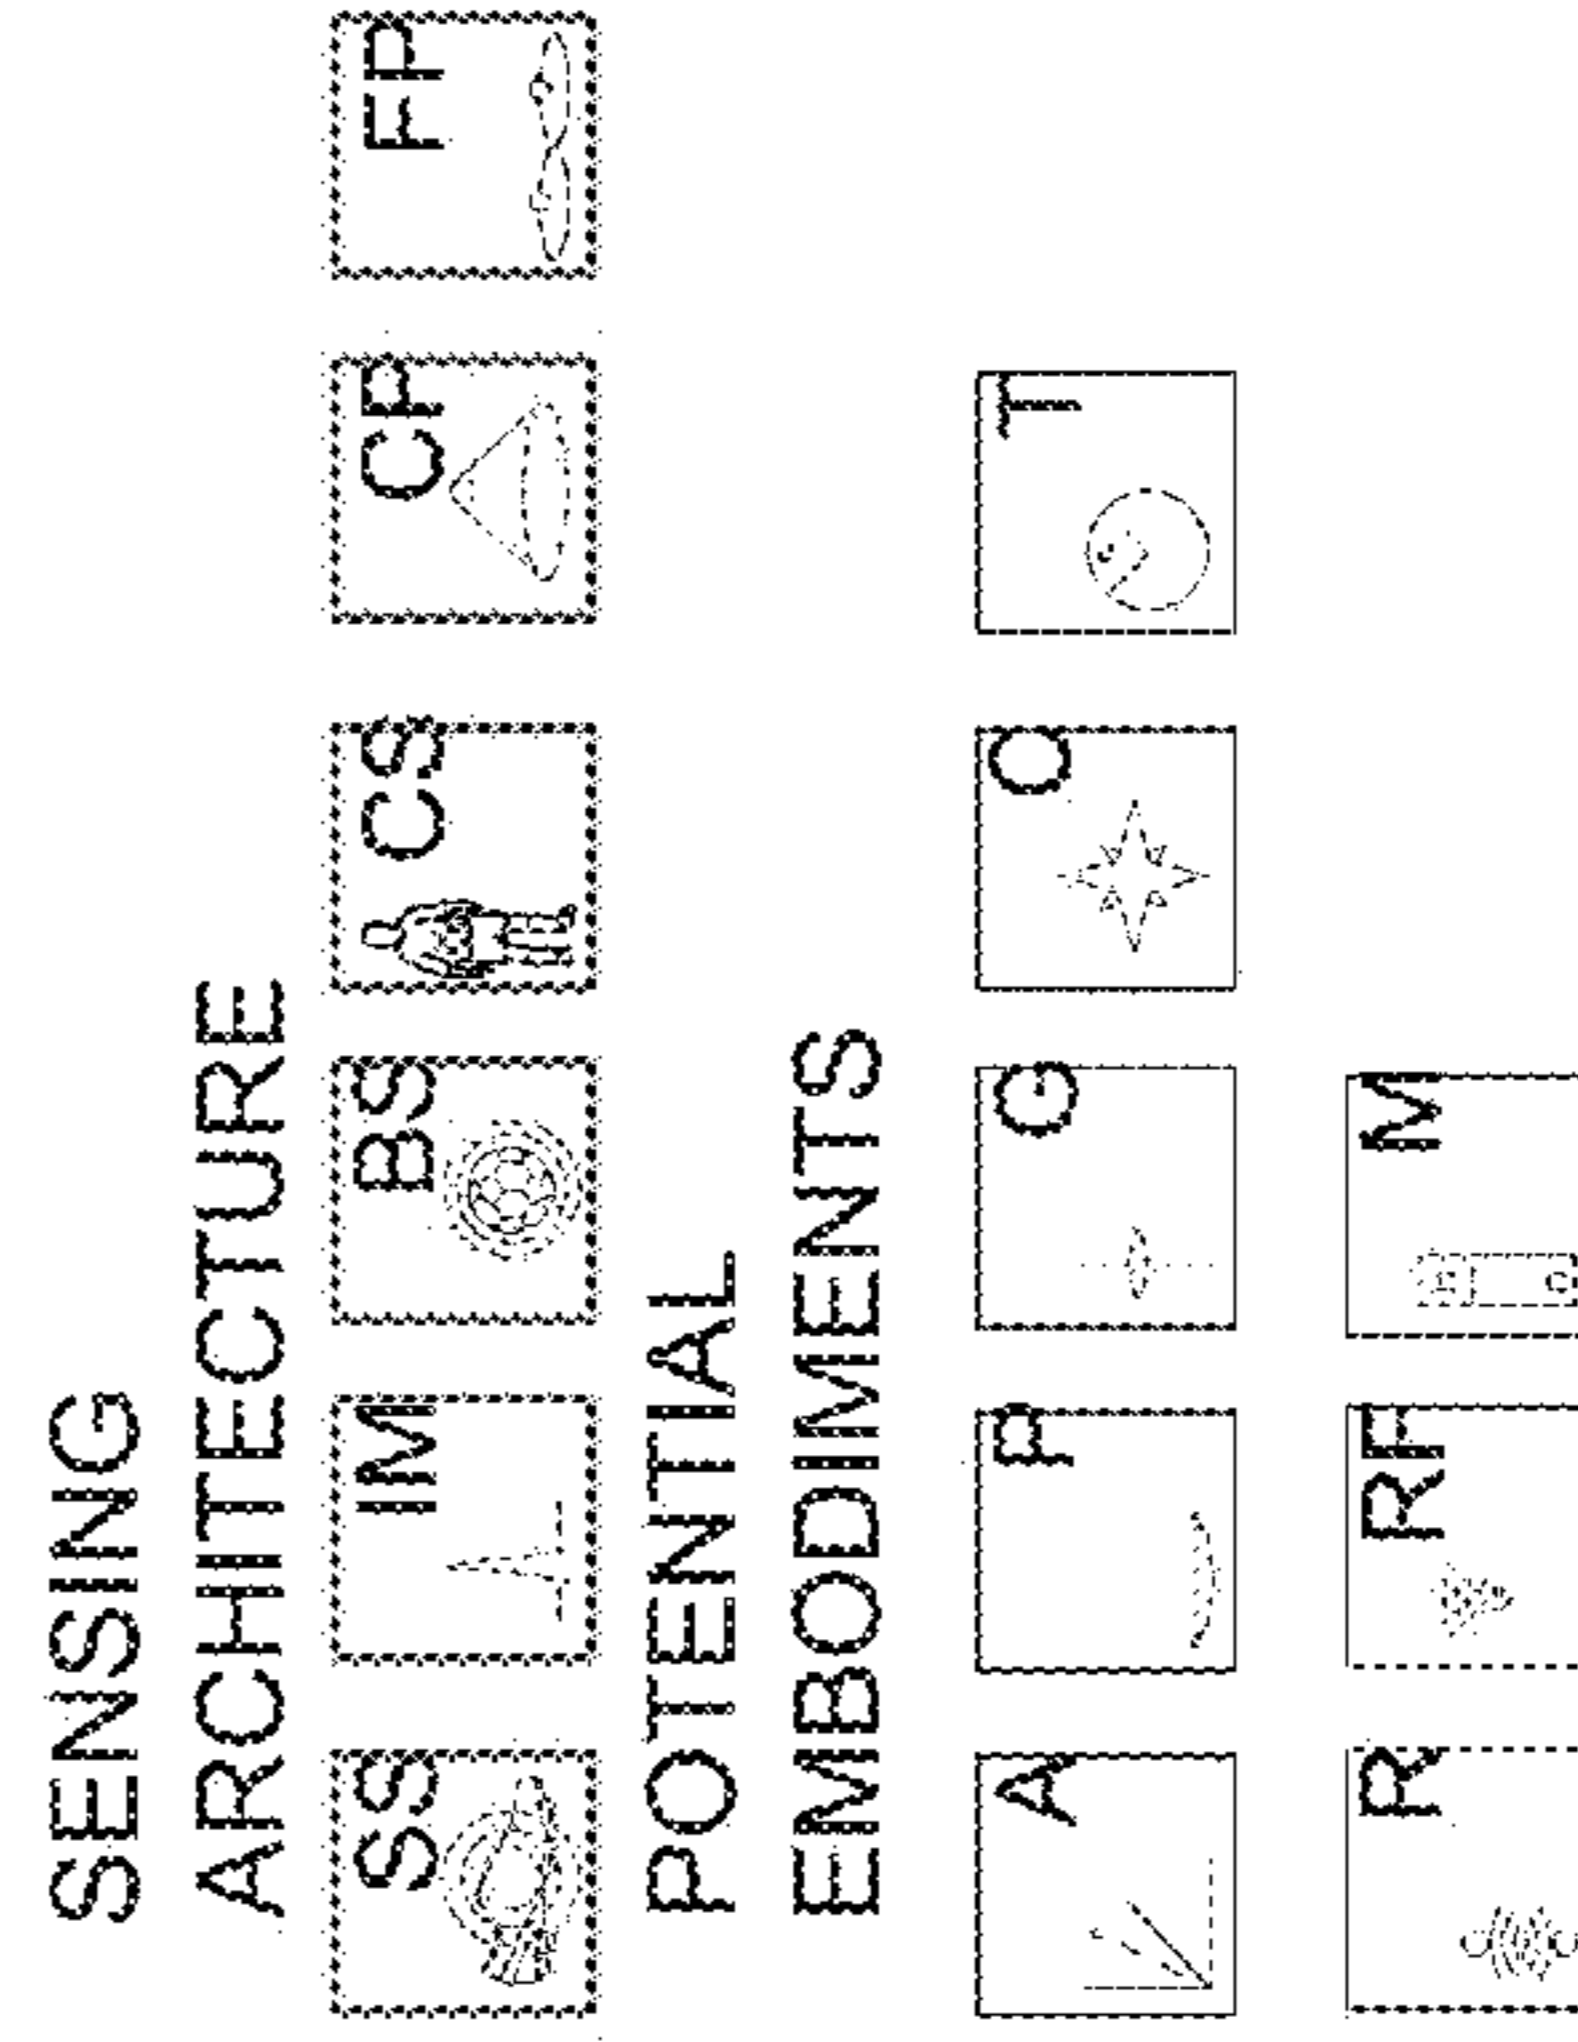 SENSING
ARCHITECTURE
SS IM BS CS CP FP
POTENTIAL
EMBODIMENTS
A P G O T
R RF M